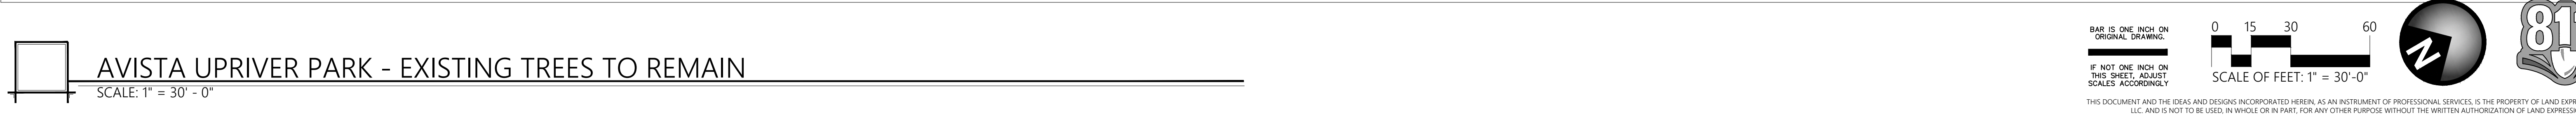 AVISTA UPRIVER PARK - EXISTING TREES TO REMAIN
SCALE: 1" = 30' - 0"
BAR IS ONE INCH ON
ORIGINAL DRAWING.
IF NOT ONE INCH ON
THIS SHEET, ADJUST
SCALES ACCORDINGLY
0 15 30 60
SCALE OF FEET: 1" = 30'-0"
N
811
THIS DOCUMENT AND THE IDEAS AND DESIGNS INCORPORATED HEREIN, AS AN INSTRUMENT OF PROFESSIONAL SERVICES, IS THE PROPERTY OF LAND
LLC. AND IS NOT TO BE USED, IN WHOLE OR IN PART, FOR ANY OTHER PURPOSE WITHOUT THE WRITTEN AUTHORIZATION OF LAND